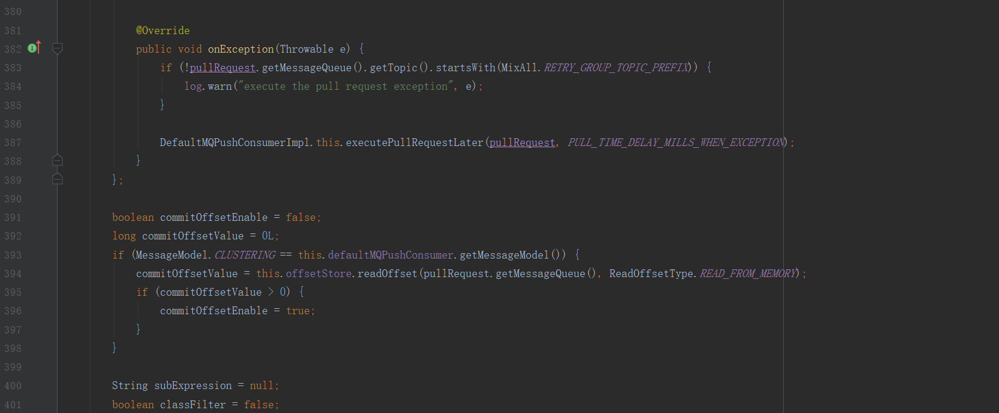 380
381 @Override
382 public void onException(Throwable e) {
383 if (!pullRequest.getMessageQueue().getTopic().startsWith(MixAll.RETRY_GROUP_TOPIC_PREFIX)) {
384 log.warn("execute the pull request exception", e);
385 }
386
387 DefaultMQPushConsumerImpl.this.executePullRequestLater(pullRequest, PULL_TIME_DELAY_MILLS_WHEN_EXCEPTION);
388 }
389 };
390
391 boolean commitOffsetEnable = false;
392 long commitOffsetValue = 0L;
393 if (MessageModel.CLUSTERING == this.defaultMQPushConsumer.getMessageModel()) {
394 commitOffsetValue = this.offsetStore.readOffset(pullRequest.getMessageQueue(), ReadOffsetType.READ_FROM_MEMORY);
395 if (commitOffsetValue > 0) {
396 commitOffsetEnable = true;
397 }
398 }
399
400 String subExpression = null;
401 boolean classFilter = false;